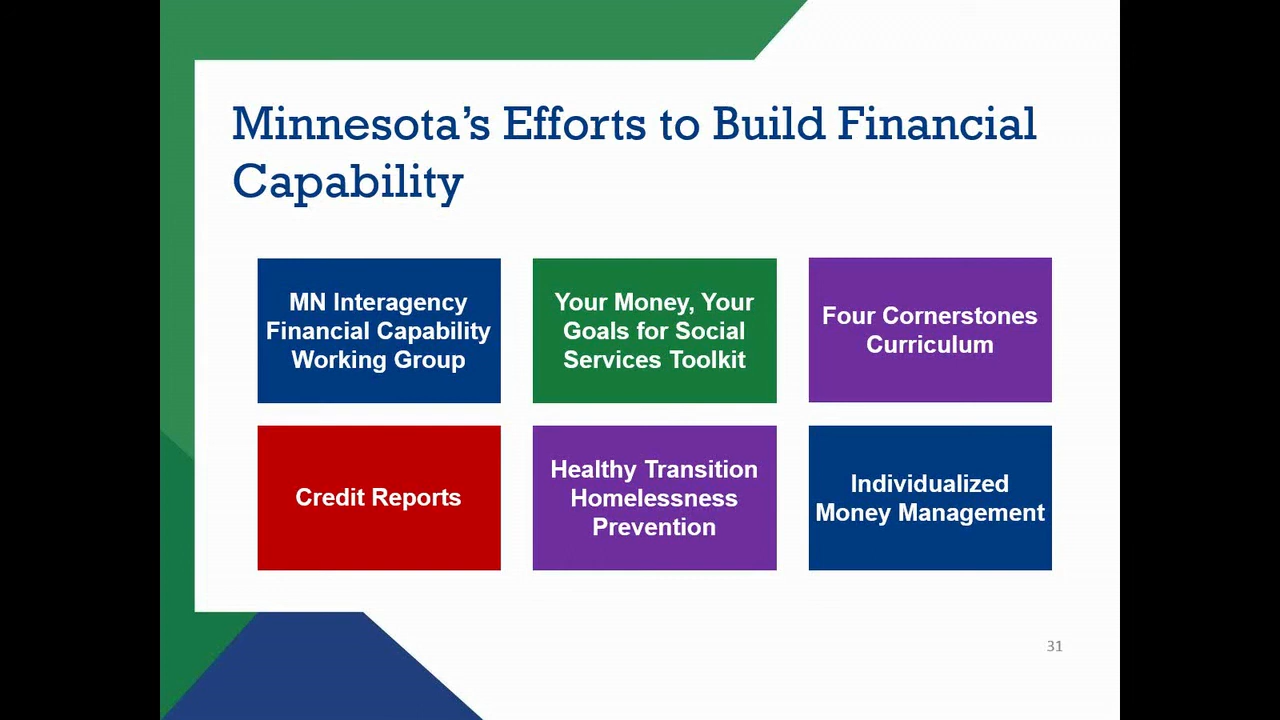 Minnesota’s Efforts to Build Financial
Capability
MN Interagency
Financial Capability
Working Group
Your Money, Your
Goals for Social
Services Toolkit
Four Cornerstones
Curriculum
Credit Reports
Healthy Transition
Homelessness
Prevention
Individualized
Money Management
31